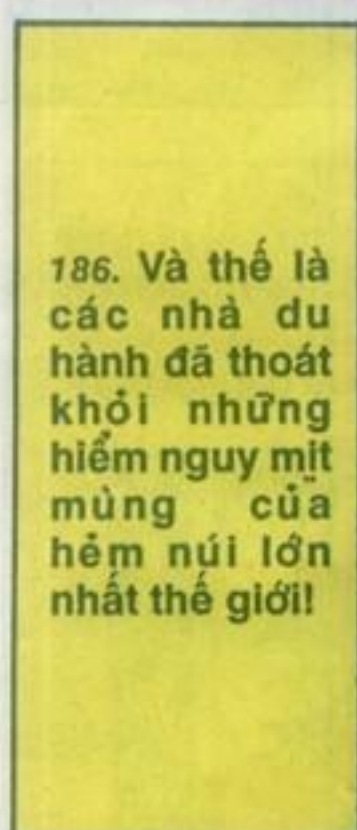 186. Và thế là
các nhà du
hành đã thoát
khỏi những
hiểm nguy mịt
mùng của
hẻm núi lớn
nhất thế giới!